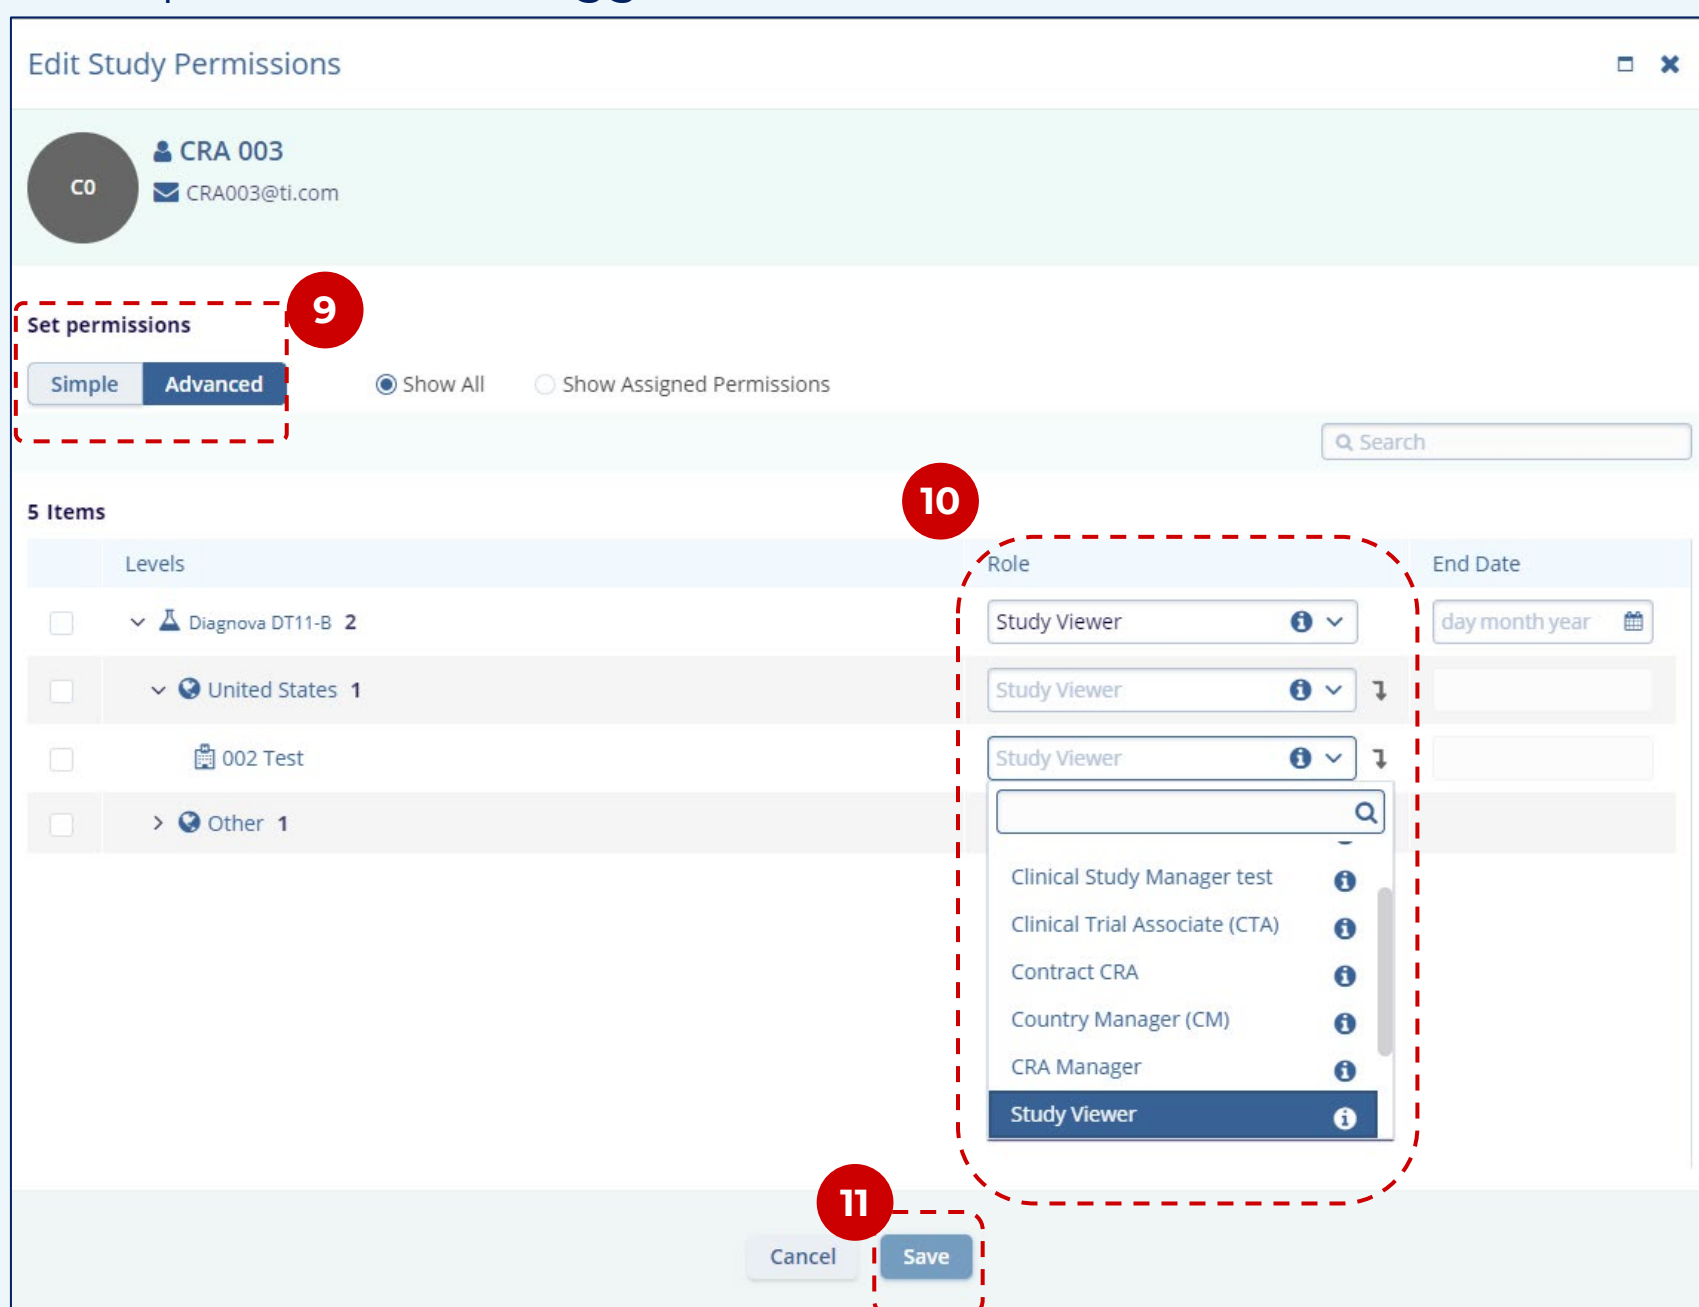 Edit Study Permissions
C0
CRA 003
CRA003@ti.com
9
Set permissions
Simple Advanced Show All Show Assigned Permissions
Search
10
5 Items
Levels Role End Date
Diagnova DT11-B 2 Study Viewer day month year
United States 1 Study Viewer
002 Test Study Viewer
Other 1
Clinical Study Manager test
Clinical Trial Associate (CTA)
Contract CRA
Country Manager (CM)
CRA Manager
Study Viewer
11
Cancel Save